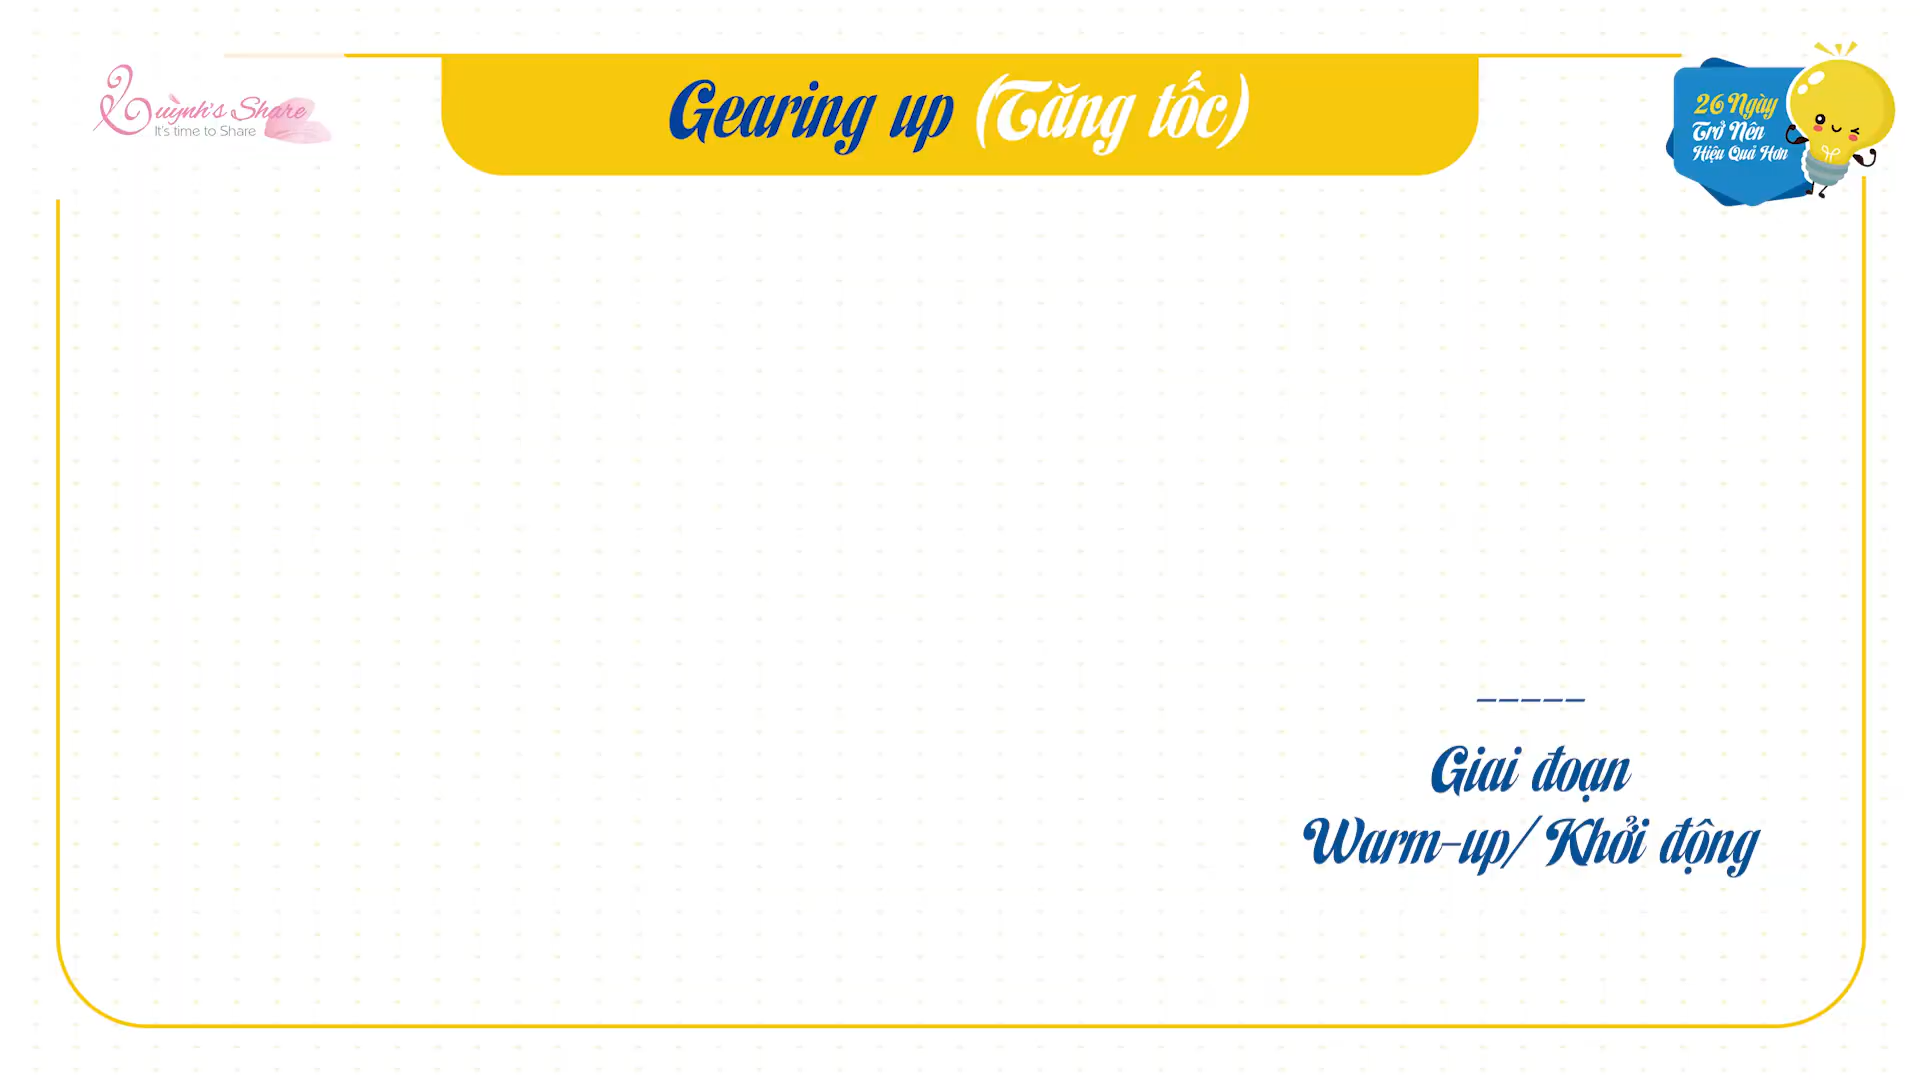 Quỳnh's Share
It's time to Share
Gearing up (Tăng tốc)
26 Ngày
Trở Nên
Hiệu Quả Hơn
_____
Giai đoạn
Warm-up/ Khởi động